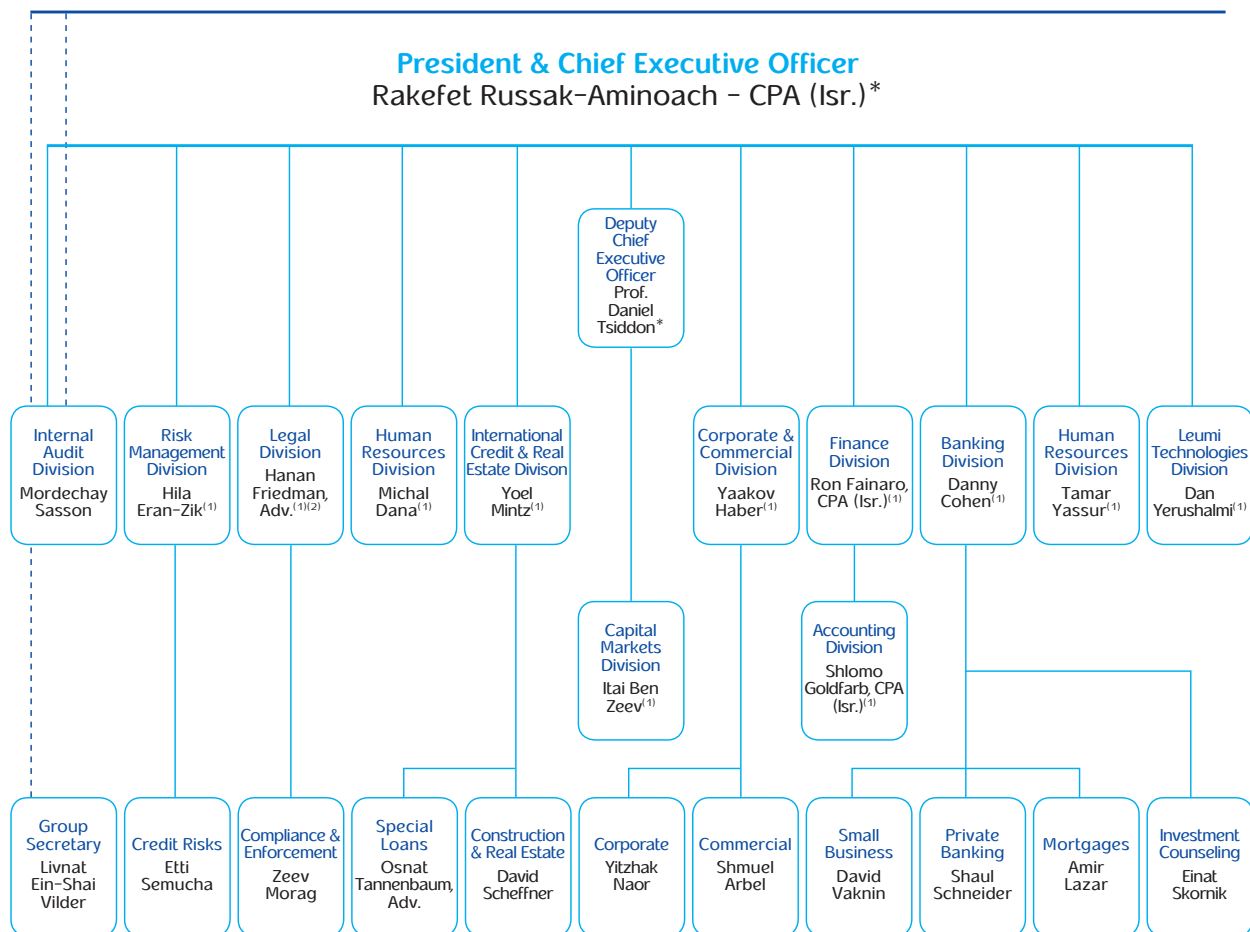 President & Chief Executive Officer
Rakefet Russak-Aminoach - CPA (Isr.)*
Deputy
Chief
Executive
Officer
Prof.
Daniel
Tsiddon*
Internal
Audit
Division
Mordechay
Sasson
Risk
Management
Division
Hila
Eran-Zik(1)
Legal
Division
Hanan
Friedman,
Adv.(1)(2)
Human
Resources
Division
Michal
Dana(1)
International
Credit & Real
Estate Divison
Yoel
Mintz(1)
Corporate &
Commercial
Division
Yaakov
Haber(1)
Finance
Division
Ron Fainaro,
CPA (Isr.)(1)
Banking Division
Danny
Cohen(1)
Human
Resources
Division
Tamar
Yassur(1)
Leumi
Technologies
Division
Dan
Yerushalmi(1)
Capital
Markets
Division
Itai Ben
Zeev(1)
Accounting
Division
Shlomo
Goldfarb, CPA
(Isr.)(1)
Group
Secretary
Livnat
Ein-Shai
Vilder
Credit Risks
Etti
Semucha
Compliance &
Enforcement
Zeev
Morag
Special
Loans
Osnat
Tannenbaum,
Adv.
Construction
& Real Estate
David
Scheffner
Corporate
Yitzhak
Naor
Commercial
Shmuel
Arbel
Small
Business
David
Vaknin
Private
Banking
Shaul
Schneider
Mortgages
Amir
Lazar
Investment
Counseling
Einat
Skornik